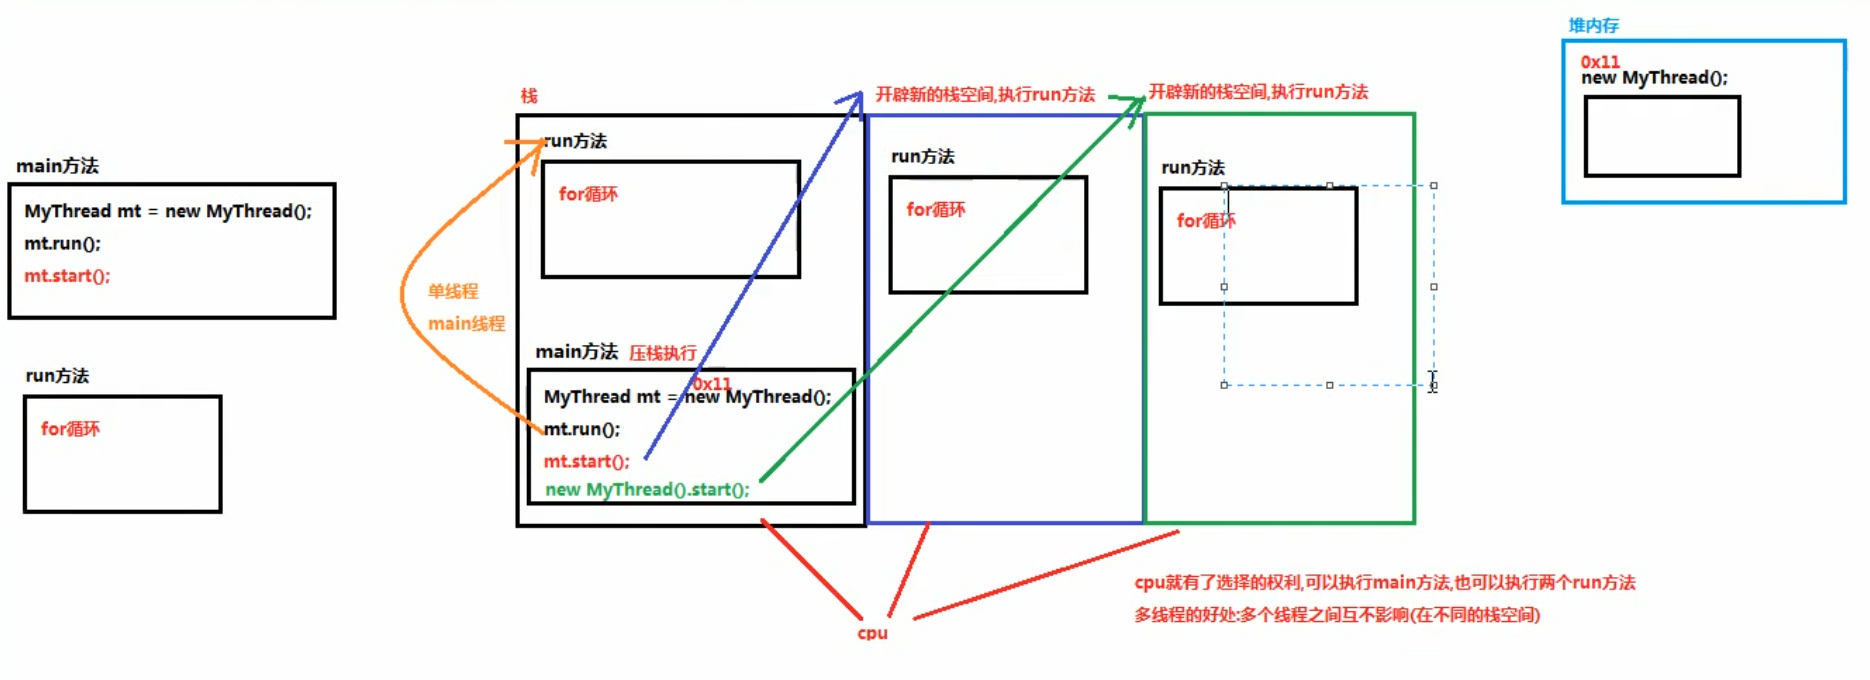 main方法
MyThread mt = new MyThread();
mt.run();
mt.start();
run方法
for循环
单线程
main线程
栈
run方法
for循环
main方法 压栈执行
0x11
MyThread mt = new MyThread();
mt.run();
mt.start();
new MyThread().start();
开辟新的栈空间,执行run方法
run方法
for循环
开辟新的栈空间,执行run方法
run方法
for循环
堆内存
0x11
new MyThread();
cpu
cpu就有了选择的权利,可以执行main方法,也可以执行两个run方法
多线程的好处:多个线程之间互不影响(在不同的栈空间)